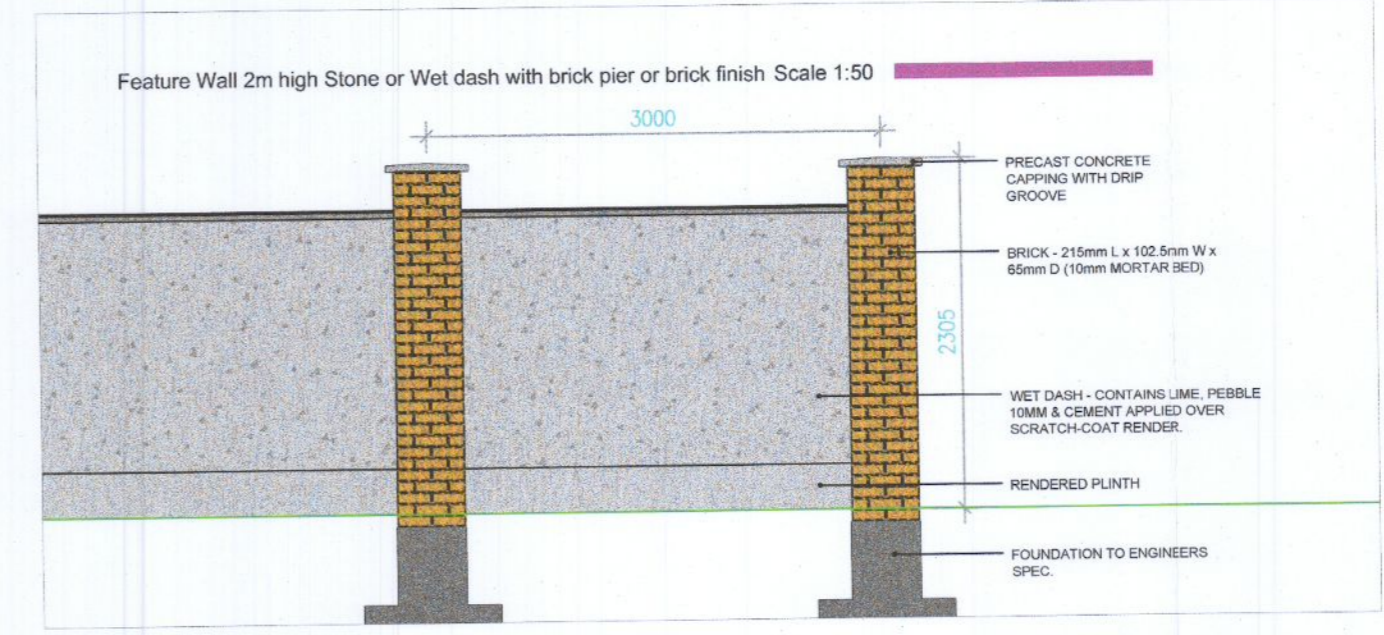 Feature Wall 2m high Stone or Wet dash with brick pier or brick finish Scale 1:50
3000
PRECAST CONCRETE
CAPPING WITH DRIP
GROOVE
BRICK - 215mm L x 102.5mm W x
65mm D (10mm MORTAR BED)
2305
WET DASH - CONTAINS LIME, PEBBLE
10MM & CEMENT APPLIED OVER
SCRATCH-COAT RENDER.
RENDERED PLINTH
FOUNDATION TO ENGINEERS
SPEC.